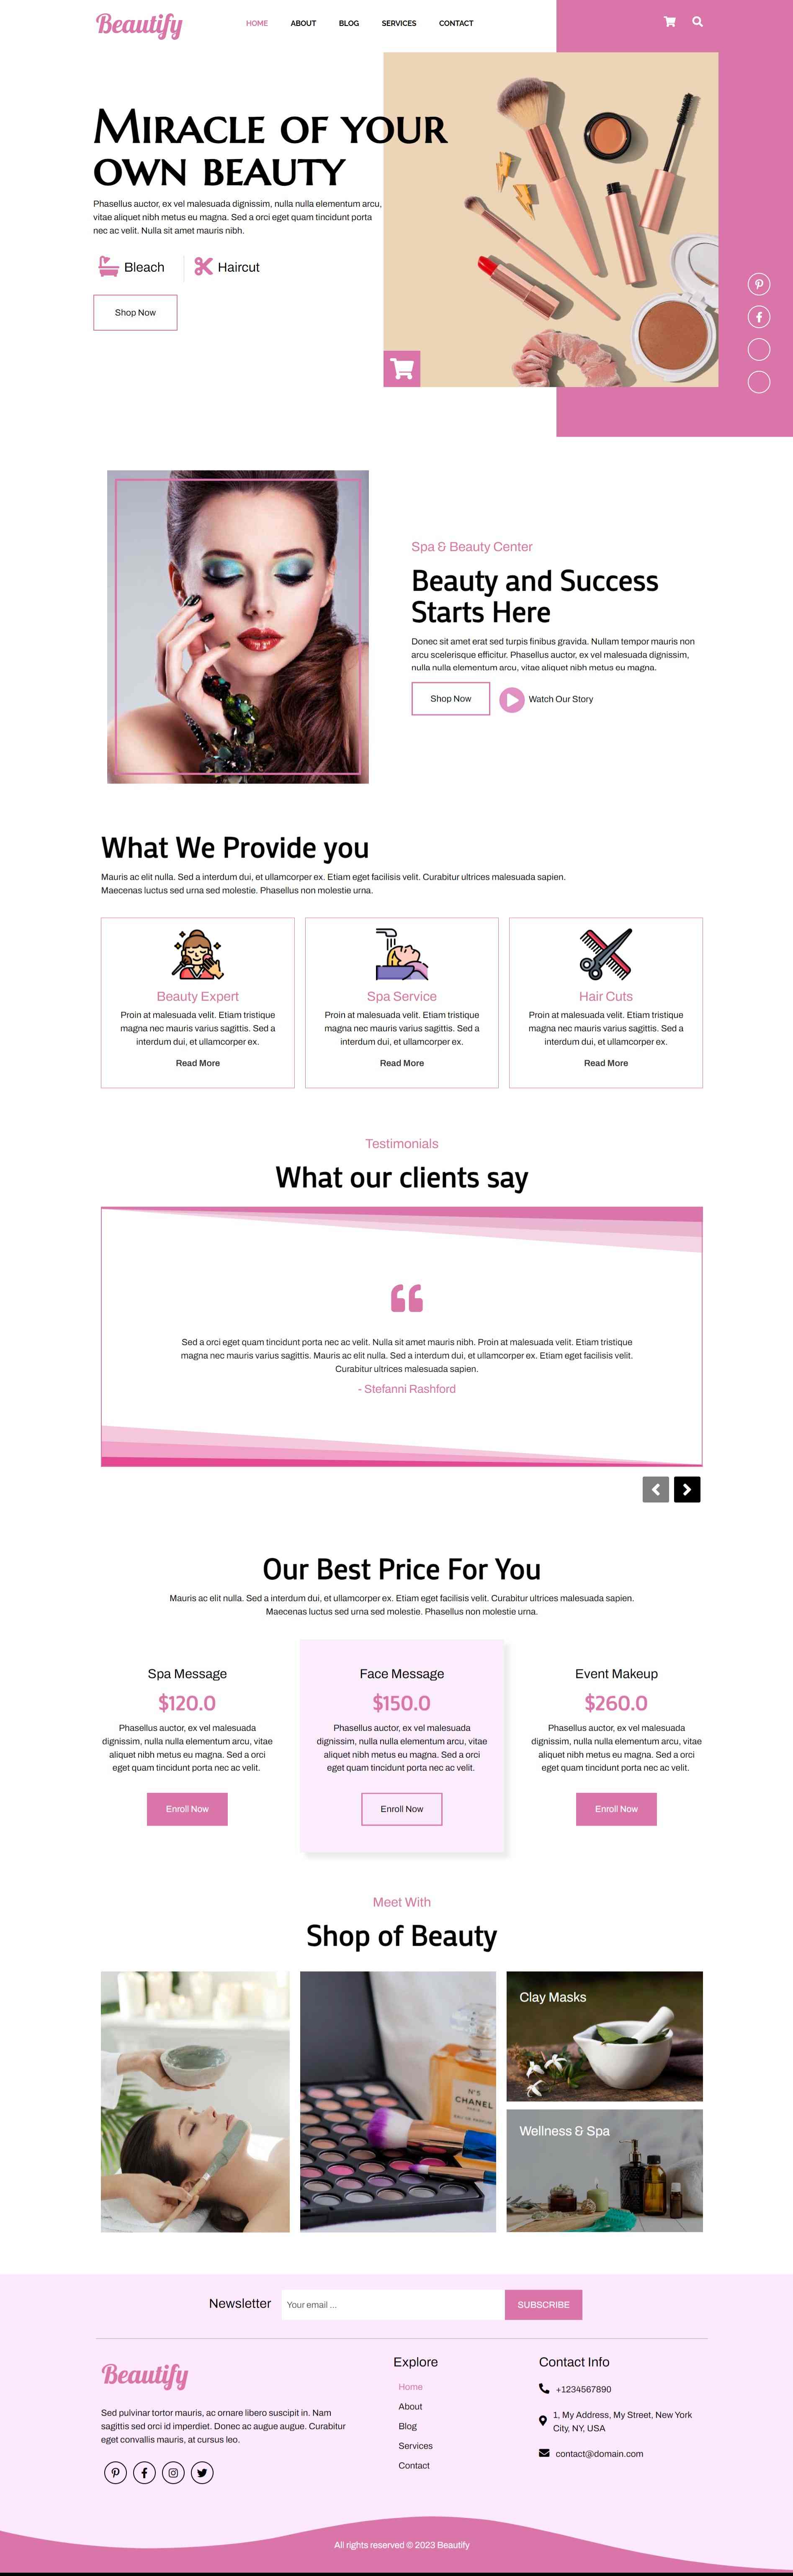 Beautify
HOME
ABOUT
BLOG
SERVICES
CONTACT
Miracle of your
own beauty
Phasellus auctor, ex vel malesuada dignissim, nulla nulla elementum arcu,
vitae aliquet nibh metus eu magna. Sed a orci eget quam tincidunt porta
nec ac velit. Nulla sit amet mauris nibh.
Bleach
Haircut
Shop Now
Spa & Beauty Center
Beauty and Success
Starts Here
Donec sit amet erat sed turpis finibus gravida. Nullam tempor mauris non
arcu scelerisque efficitur. Phasellus auctor, ex vel malesuada dignissim,
nulla nulla elementum arcu, vitae aliquet nibh metus eu magna.
Shop Now
Watch Our Story
What We Provide you
Mauris ac elit nulla. Sed a interdum dui, et ullamcorper ex. Etiam eget facilisis velit. Curabitur ultrices malesuada sapien.
Maecenas luctus sed urna sed molestie. Phasellus non molestie urna.
Beauty Expert
Proin at malesuada velit. Etiam tristique
magna nec mauris varius sagittis. Sed a
interdum dui, et ullamcorper ex.
Read More
Spa Service
Proin at malesuada velit. Etiam tristique
magna nec mauris varius sagittis. Sed a
interdum dui, et ullamcorper ex.
Read More
Hair Cuts
Proin at malesuada velit. Etiam tristique
magna nec mauris varius sagittis. Sed a
interdum dui, et ullamcorper ex.
Read More
Testimonials
What our clients say
Sed a orci eget quam tincidunt porta nec ac velit. Nulla sit amet mauris nibh. Proin at malesuada velit. Etiam tristique
magna nec mauris varius sagittis. Mauris ac elit nulla. Sed a interdum dui, et ullamcorper ex. Etiam eget facilisis velit.
Curabitur ultrices malesuada sapien.
- Stefanni Rashford
Our Best Price For You
Mauris ac elit nulla. Sed a interdum dui, et ullamcorper ex. Etiam eget facilisis velit. Curabitur ultrices malesuada sapien.
Maecenas luctus sed urna sed molestie. Phasellus non molestie urna.
Spa Message
$120.0
Phasellus auctor, ex vel malesuada
dignissim, nulla nulla elementum arcu, vitae
aliquet nibh metus eu magna. Sed a orci
eget quam tincidunt porta nec ac velit.
Enroll Now
Face Message
$150.0
Phasellus auctor, ex vel malesuada
dignissim, nulla nulla elementum arcu, vitae
aliquet nibh metus eu magna. Sed a orci
eget quam tincidunt porta nec ac velit.
Enroll Now
Event Makeup
$260.0
Phasellus auctor, ex vel malesuada
dignissim, nulla nulla elementum arcu, vitae
aliquet nibh metus eu magna. Sed a orci
eget quam tincidunt porta nec ac velit.
Enroll Now
Meet With
Shop of Beauty
N°5
CHANEL
Clay Masks
Wellness & Spa
Newsletter
Your email ...
SUBSCRIBE
Beautify
Sed pulvinar tortor mauris, ac ornare libero suscipit in. Nam
sagittis sed orci id imperdiet. Donec ac augue augue. Curabitur
eget convallis mauris, at cursus leo.
Explore
Home
About
Blog
Services
Contact
Contact Info
+1234567890
1, My Address, My Street, New York
City, NY, USA
contact@domain.com
All rights reserved © 2023 Beautify